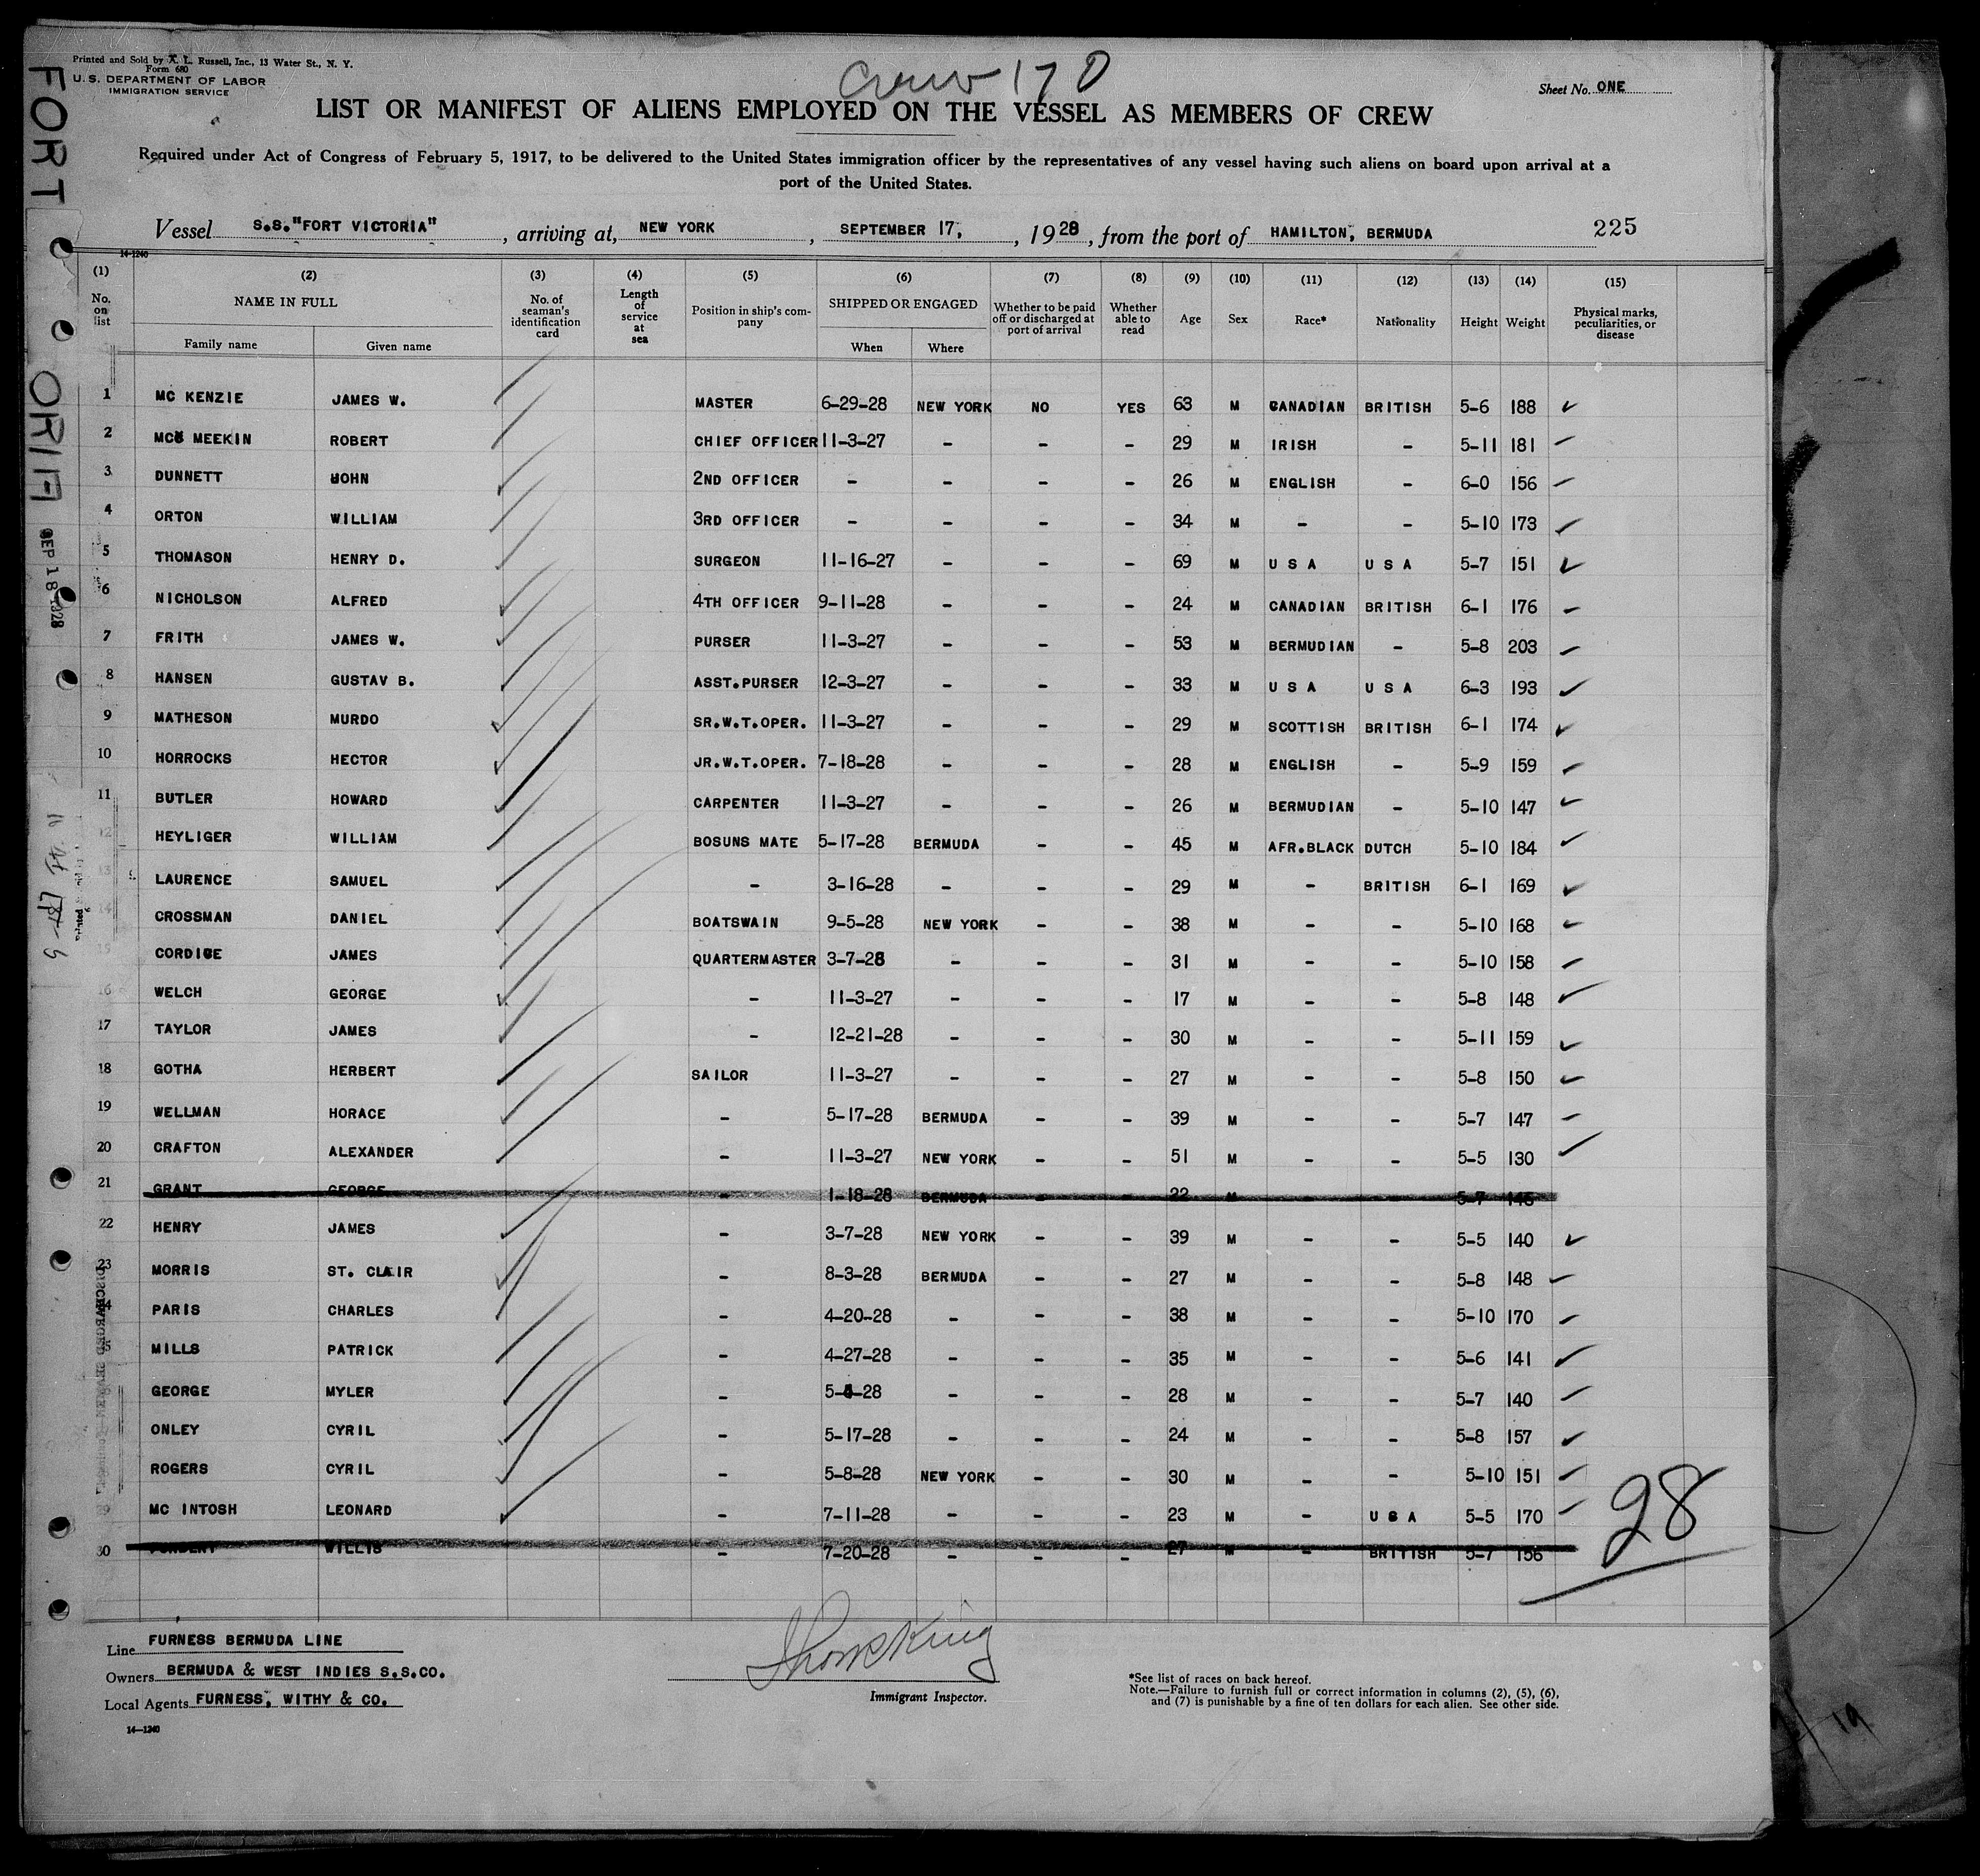 Crew 170
Printed and Sold by A. L. Russell, Inc., 13 Water St., N. Y.
Form 680
U. S. DEPARTMENT OF LABOR
IMMIGRATION SERVICE
Sheet No. ONE
LIST OR MANIFEST OF ALIENS EMPLOYED ON THE VESSEL AS MEMBERS OF CREW
Required under Act of Congress of February 5, 1917, to be delivered to the United States immigration officer by the representatives of any vessel having such aliens on board upon arrival at a
port of the United States.
Vessel S.S. "FORT VICTORIA", arriving at, NEW YORK, SEPTEMBER 17, 1928, from the port of HAMILTON, BERMUDA 225
14-1240
(1) (2) (3) (4) (5) (6) (7) (8) (9) (10) (11) (12) (13) (14) (15)
No. on list NAME IN FULL Family name Given name No. of seaman's identification card Length of service at sea Position in ship's company SHIPPED OR ENGAGED When Where Whether to be paid off or discharged at port of arrival Whether able to read Age Sex Race* Nationality Height Weight Physical marks, peculiarities, or disease
1 MC KENZIE JAMES W. MASTER 6-29-28 NEW YORK NO YES 63 M CANADIAN BRITISH 5-6 188
2 MC MEEKIN ROBERT CHIEF OFFICER 11-3-27 - - - 29 M IRISH - 5-11 181
3 DUNNETT JOHN 2ND OFFICER - - - - 26 M ENGLISH - 6-0 156
4 ORTON WILLIAM 3RD OFFICER - - - - 34 M - - 5-10 173
5 THOMASON HENRY D. SURGEON 11-16-27 - - - 69 M U S A U S A 5-7 151
6 NICHOLSON ALFRED 4TH OFFICER 9-11-28 - - - 24 M CANADIAN BRITISH 6-1 176
7 FRITH JAMES W. PURSER 11-3-27 - - - 53 M BERMUDIAN - 5-8 203
8 HANSEN GUSTAV B. ASST.PURSER 12-3-27 - - - 33 M U S A U S A 6-3 193
9 MATHESON MURDO SR.W.T.OPER. 11-3-27 - - - 29 M SCOTTISH BRITISH 6-1 174
10 HORROCKS HECTOR JR.W.T.OPER. 7-18-28 - - - 28 M ENGLISH - 5-9 159
11 BUTLER HOWARD CARPENTER 11-3-27 - - - 26 M BERMUDIAN - 5-10 147
12 HEYLIGER WILLIAM BOSUNS MATE 5-17-28 BERMUDA - - 45 M AFR.BLACK DUTCH 5-10 184
13 LAURENCE SAMUEL - 3-16-28 - - - 29 M - BRITISH 6-1 169
14 CROSSMAN DANIEL BOATSWAIN 9-5-28 NEW YORK - - 38 M - - 5-10 168
15 CORDICE JAMES QUARTERMASTER 3-7-28 - - - 31 M - - 5-10 158
16 WELCH GEORGE - 11-3-27 - - - 17 M - - 5-8 148
17 TAYLOR JAMES - 12-21-28 - - - 30 M - - 5-11 159
18 GOTHA HERBERT SAILOR 11-3-27 - - - 27 M - - 5-8 150
19 WELLMAN HORACE - 5-17-28 BERMUDA - - 39 M - - 5-7 147
20 CRAFTON ALEXANDER - 11-3-27 NEW YORK - - 51 M - - 5-5 130
21 GRANT GEORGE - 1-18-28 BERMUDA - - 22 M - - 5-7
22 HENRY JAMES - 3-7-28 NEW YORK - - 39 M - - 5-5 140
23 MORRIS ST. CLAIR - 8-3-28 BERMUDA - - 27 M - - 5-8 148
PARIS CHARLES - 4-20-28 - - - 38 M - - 5-10 170
MILLS PATRICK - 4-27-28 - - - 35 M - - 5-6 141
GEORGE MYLER - - - - 28 M - - 5-7 140
ONLEY CYRIL - 5-17-28 - - - 24 M - - 5-8 157
ROGERS CYRIL - 5-8-28 NEW YORK - - 30 M - - 5-10 151
MC INTOSH LEONARD - 7-11-28 - - - 23 M - U S A 5-5 170
30 WILLIS - 7-20-28 - - - 27 M - BRITISH 5-7 156
28
Line FURNESS BERMUDA LINE
Owners BERMUDA & WEST INDIES S.S.CO.
Local Agents FURNESS, WITHY & CO.
14-1240
Immigrant Inspector.
*See list of races on back hereof.
Note.—Failure to furnish full or correct information in columns (2), (5), (6),
and (7) is punishable by a fine of ten dollars for each alien. See other side.
FORT
SEP 18 1928
19